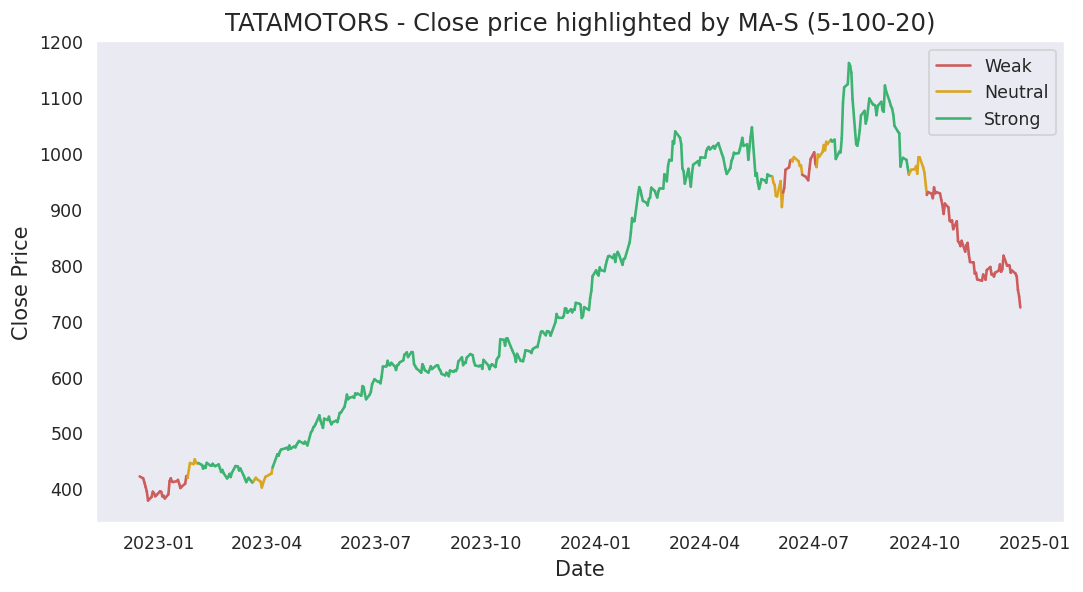 TATAMOTORS - Close price highlighted by MA-S (5-100-20)
Weak
Neutral
Strong
Close Price
1200
1100
1000
900
800
700
600
500
400
2023-01 2023-04 2023-07 2023-10 2024-01 2024-04 2024-07 2024-10 2025-01
Date